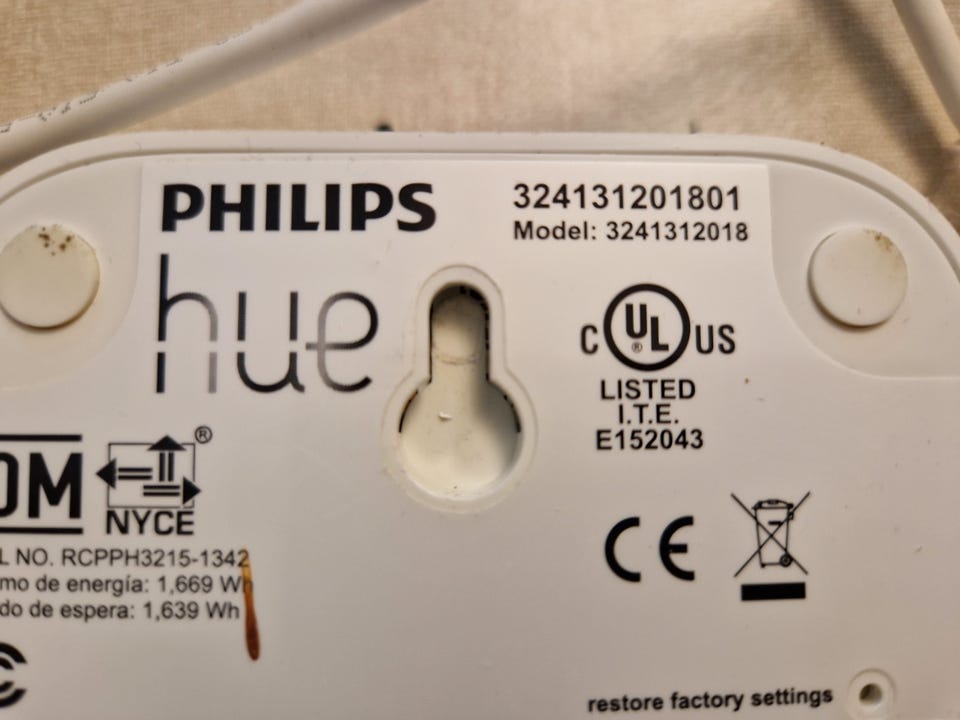 PHILIPS
hue
324131201801
Model: 3241312018
C UL® US
LISTED
I.T.E.
E152043
OM
®
NYCE
L NO. RCPPH3215-1342
mo de energía: 1,669 Wh
do de espera: 1,639 Wh
CE
restore factory settings